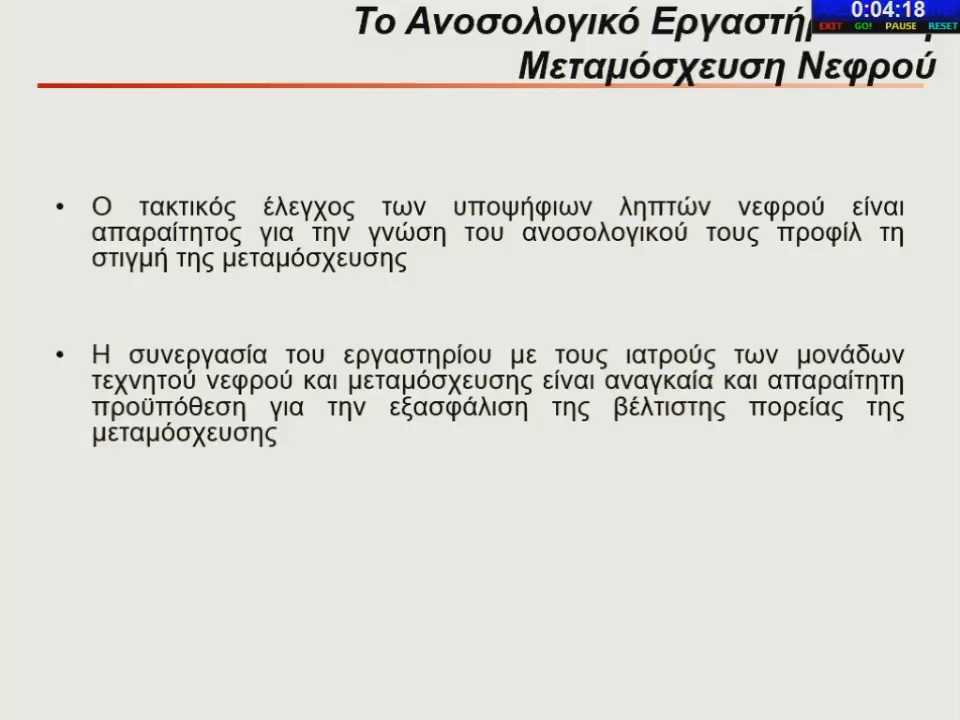 Το Ανοσολογικό
Μεταμόσχευση Νεφρού
0:04:18
EXIT GO! PAUSE RESET
• Ο τακτικός έλεγχος των υποψήφιων ληπτών νεφρού είναι
απαραίτητος για την γνώση του ανοσολογικού τους προφίλ τη
στιγμή της μεταμόσχευσης
• Η συνεργασία του εργαστηρίου με τους ιατρούς των μονάδων
τεχνητού νεφρού και μεταμόσχευσης είναι αναγκαία και απαραίτητη
προϋπόθεση για την εξασφάλιση της βέλτιστης πορείας της
μεταμόσχευσης